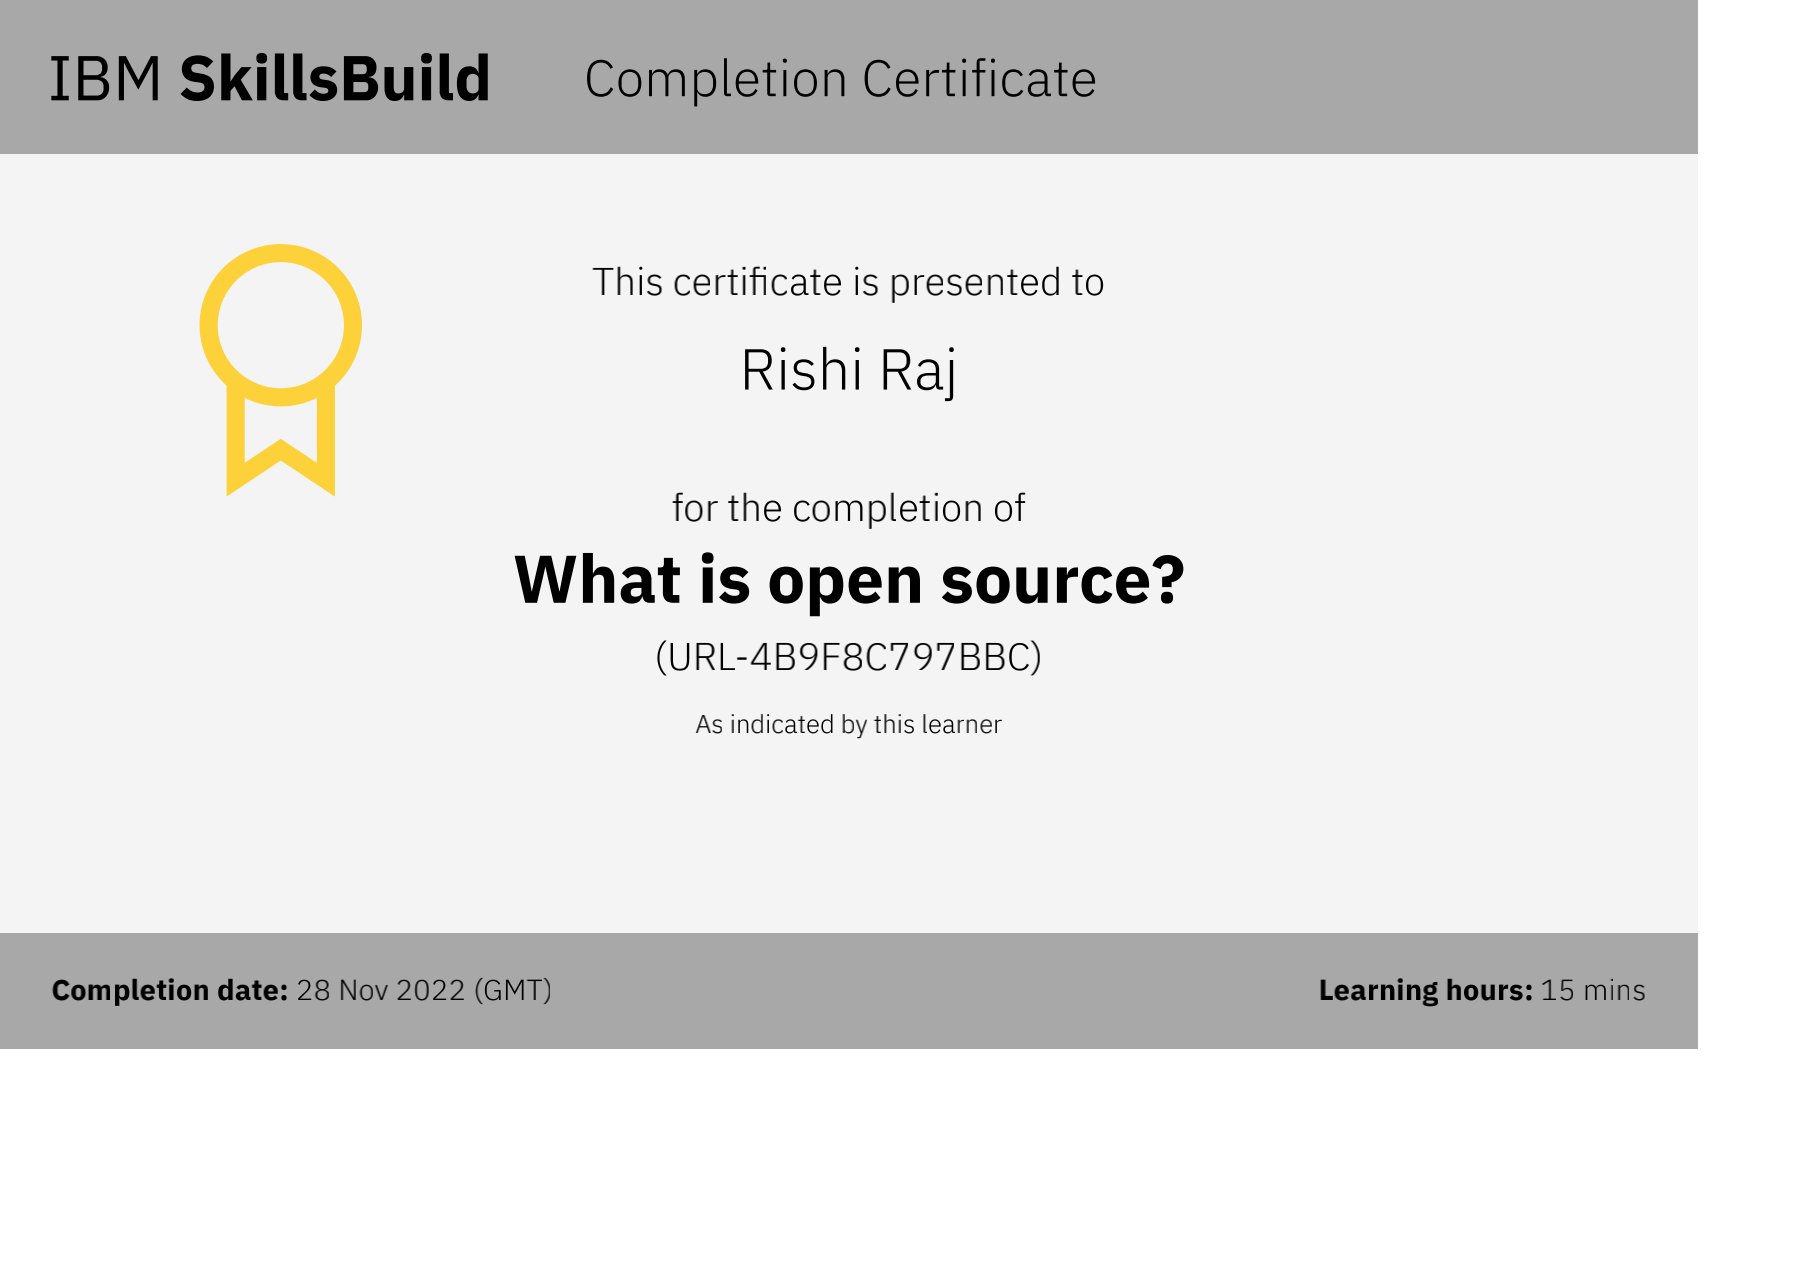 IBM SkillsBuild Completion Certificate
This certificate is presented to
Rishi Raj
for the completion of
What is open source?
(URL-4B9F8C797BBC)
As indicated by this learner
Completion date: 28 Nov 2022 (GMT)
Learning hours: 15 mins